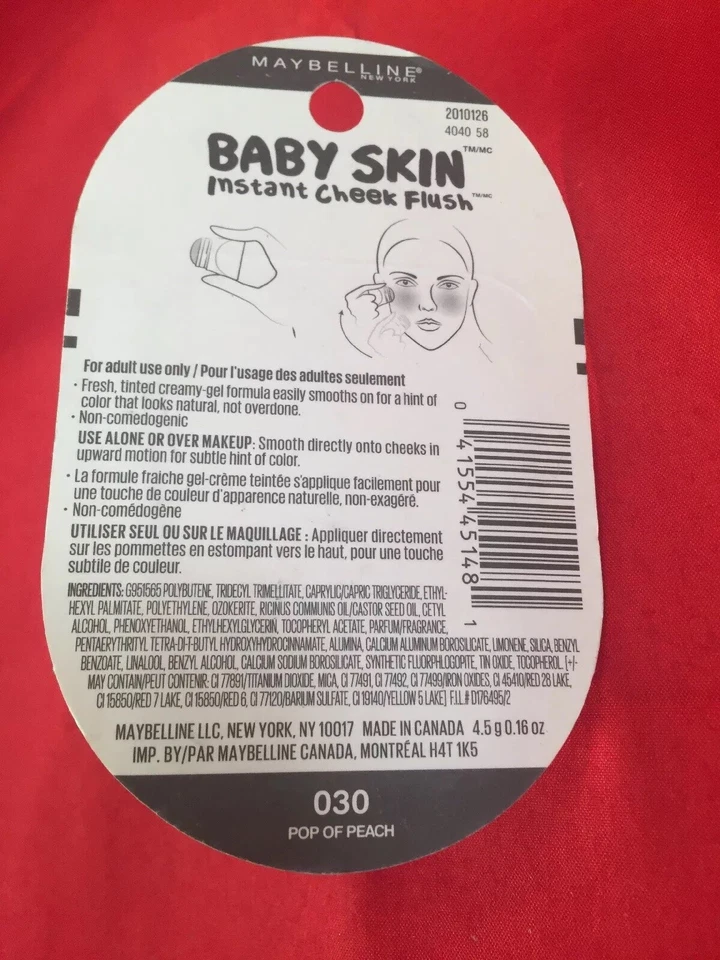 MAYBELLINE®
NEW YORK
2010126
4040 58
BABY SKIN TM/MC
Instant Cheek Flush TM/MC
For adult use only / Pour l'usage des adultes seulement
• Fresh, tinted creamy-gel formula easily smooths on for a hint of
color that looks natural, not overdone.
• Non-comedogenic
USE ALONE OR OVER MAKEUP: Smooth directly onto cheeks in
upward motion for subtle hint of color.
• La formule fraiche gel-crème teintée s'applique facilement pour
une touche de couleur d'apparence naturelle, non-exagéré.
• Non-comédogène
UTILISER SEUL OU SUR LE MAQUILLAGE : Appliquer directement
sur les pommettes en estompant vers le haut, pour une touche
subtile de couleur.
0 41554 45148 1
INGREDIENTS: G951565 POLYBUTENE, TRIDECYL TRIMELLITATE, CAPRYLIC/CAPRIC TRIGLYCERIDE, ETHYL-
HEXYL PALMITATE, POLYETHYLENE, OZOKERITE, RICINUS COMMUNIS OIL/CASTOR SEED OIL, CETYL
ALCOHOL, PHENOXYETHANOL, ETHYLHEXYLGLYCERIN, TOCOPHERYL ACETATE, PARFUM/FRAGRANCE,
PENTAERYTHRITYL TETRA-DI-T-BUTYL HYDROXYHYDROCINNAMATE, ALUMINA, CALCIUM ALUMINUM BOROSILICATE, LIMONENE, SILICA, BENZYL
BENZOATE, LINALOOL, BENZYL ALCOHOL, CALCIUM SODIUM BOROSILICATE, SYNTHETIC FLUORPHLOGOPITE, TIN OXIDE, TOCOPHEROL. [+/-
MAY CONTAIN/PEUT CONTENIR: CI 77891/TITANIUM DIOXIDE, MICA, CI 77491, CI 77492, CI 77499/IRON OXIDES, CI 45410/RED 28 LAKE,
CI 15850/RED 7 LAKE, CI 15850/RED 6, CI 77120/BARIUM SULFATE, CI 19140/YELLOW 5 LAKE] F.I.L.# D176495/2
MAYBELLINE LLC, NEW YORK, NY 10017 MADE IN CANADA 4.5 g 0.16 oz
IMP. BY/PAR MAYBELLINE CANADA, MONTRÉAL H4T 1K5
030
POP OF PEACH